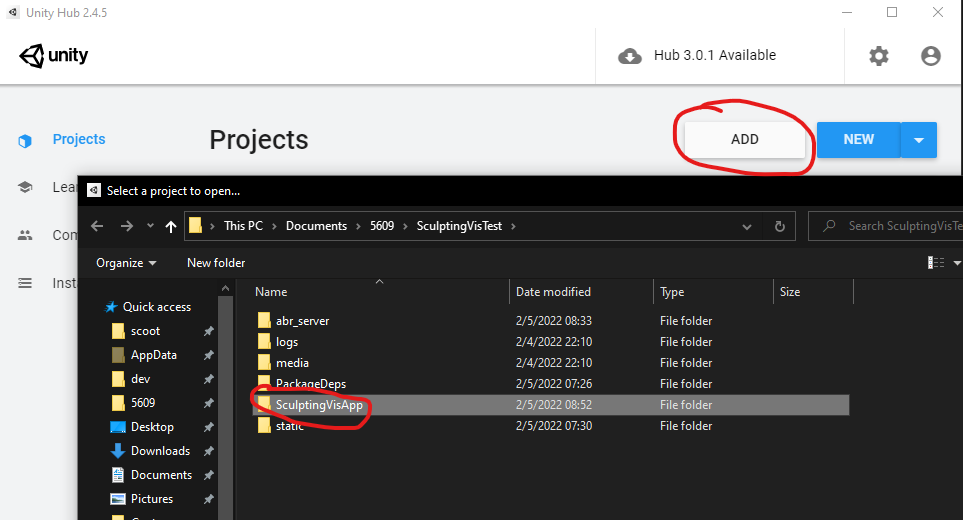 Unity Hub 2.4.5
unity
Hub 3.0.1 Available
Projects
Projects
ADD
NEW
Select a project to open...
This PC > Documents > 5609 > SculptingVisTest >
Search SculptingVisTe
Organize
New folder
Name
Date modified
Type
Size
Quick access
scoot
AppData
dev
5609
Desktop
Downloads
Documents
Pictures
abr_server 2/5/2022 08:33 File folder
logs 2/4/2022 22:10 File folder
media 2/4/2022 22:10 File folder
PackageDeps 2/5/2022 07:26 File folder
SculptingVisApp 2/5/2022 08:52 File folder
static 2/5/2022 07:30 File folder